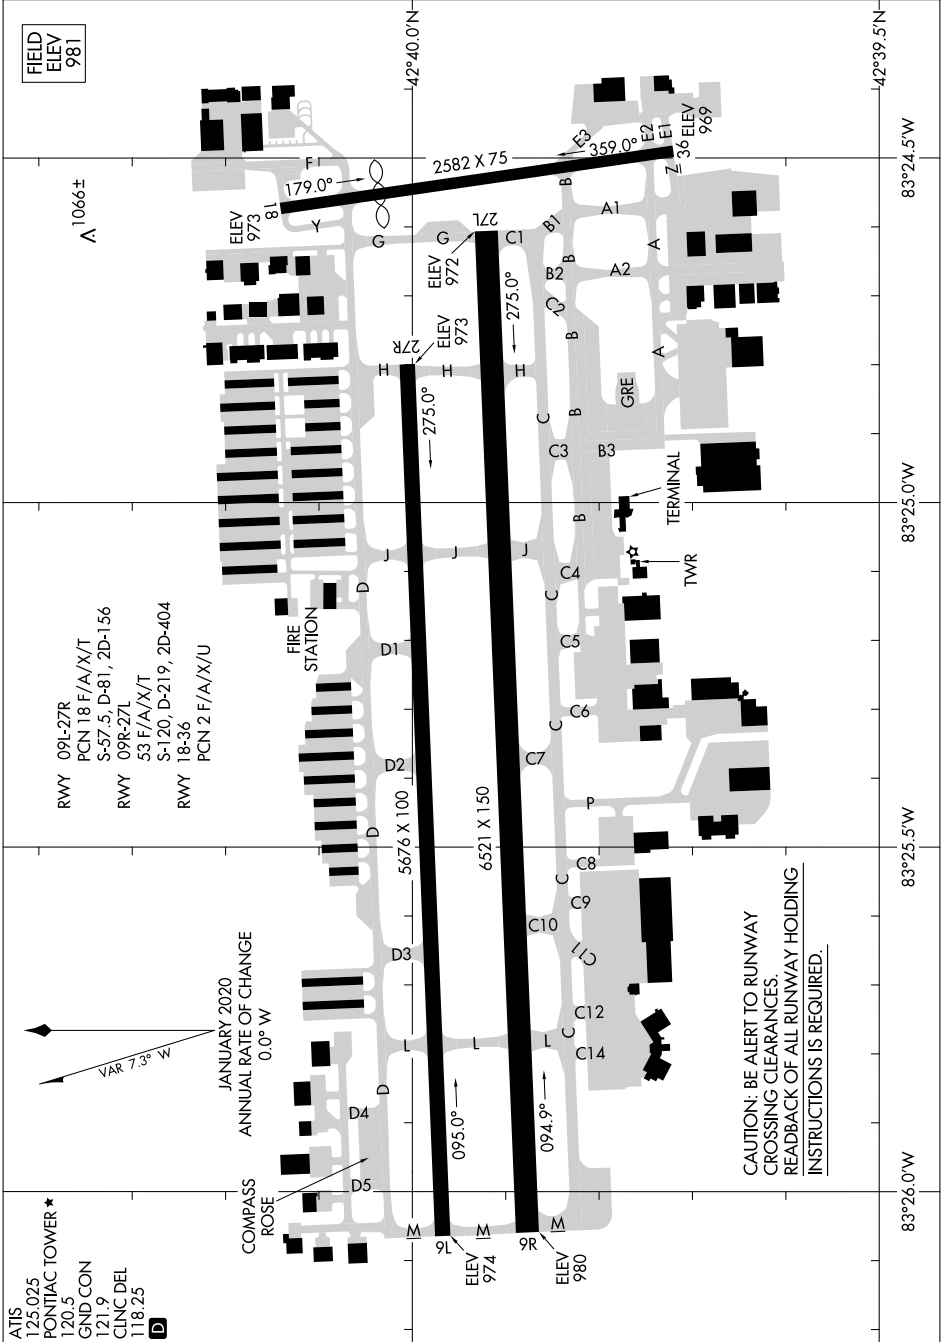 ATIS
125.025
PONTIAC TOWER ★
120.5
GND CON
121.9
CLNC DEL
118.25
D
VAR 7.3° W
JANUARY 2020
ANNUAL RATE OF CHANGE
0.0° W
RWY 09L-27R
PCN 18 F/A/X/T
S-57.5, D-81, 2D-156
RWY 09R-27L
53 F/A/X/T
S-120, D-219, 2D-404
RWY 18-36
PCN 2 F/A/X/U
1066±
FIELD
ELEV
981
COMPASS
ROSE
D5
D4
D
D3
D
D2
D1
D
FIRE
STATION
M
9L
ELEV
974
095.0°
L
5676 X 100
J
275.0°
27R
ELEV
973
H
G
G
ELEV
973
18
Y
F
179.0°
2582 X 75
359.0°
36
ELEV
969
M
9R
ELEV
980
094.9°
L
6521 X 150
J
275.0°
H
27L
ELEV
972
C1
M
L
C
C14
C12
C11
C10
C9
C8
C
P
C7
C
C6
C5
C
C4
J
B
C3
C
B3
B
H
B
C2
B2
B
B1
B
A1
A2
A
A
E3
E2
E1
Z
GRE
TERMINAL
TWR
CAUTION: BE ALERT TO RUNWAY
CROSSING CLEARANCES.
READBACK OF ALL RUNWAY HOLDING
INSTRUCTIONS IS REQUIRED.
83°26.0'W
83°25.5'W
83°25.0'W
83°24.5'W
42°40.0'N
42°39.5'N